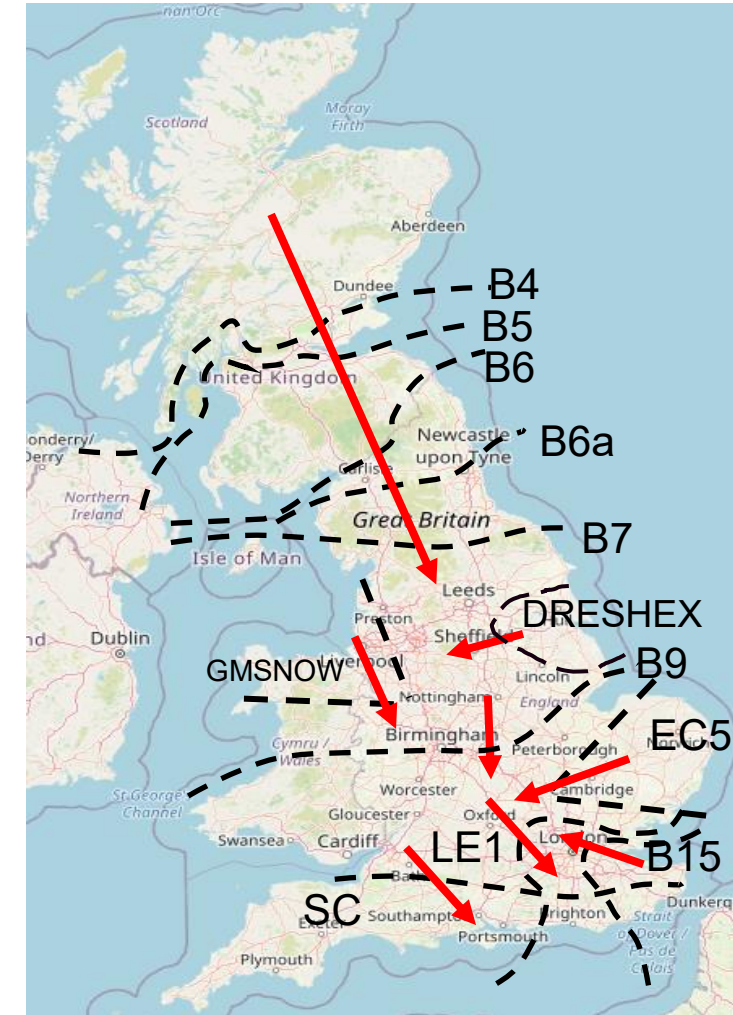 nan Orc
Moray
Firth
Scotland
Aberdeen
Dundee
B4
B5
B6
United Kingdom
Newcastle
upon Tyne
B6a
Carlisle
onderry/
Derry
Northern
Ireland
Great Britain
B7
Isle of Man
Leeds
Preston
DRESHEX
Sheffield
Dublin
nd
Liverpool
GMSNOW
Lincoln
B9
Nottingham
England
EC5
Norwich
Birmingham
Peterborough
Cymru /
Wales
Worcester
Cambridge
St George's
Channel
Gloucester
Oxford
Swansea
Cardiff
LE1
London
B15
Bath
SC
Exeter
Southampton
Brighton
Strait
of Dover /
Pas de
Calais
Dunkerq
Portsmouth
Plymouth